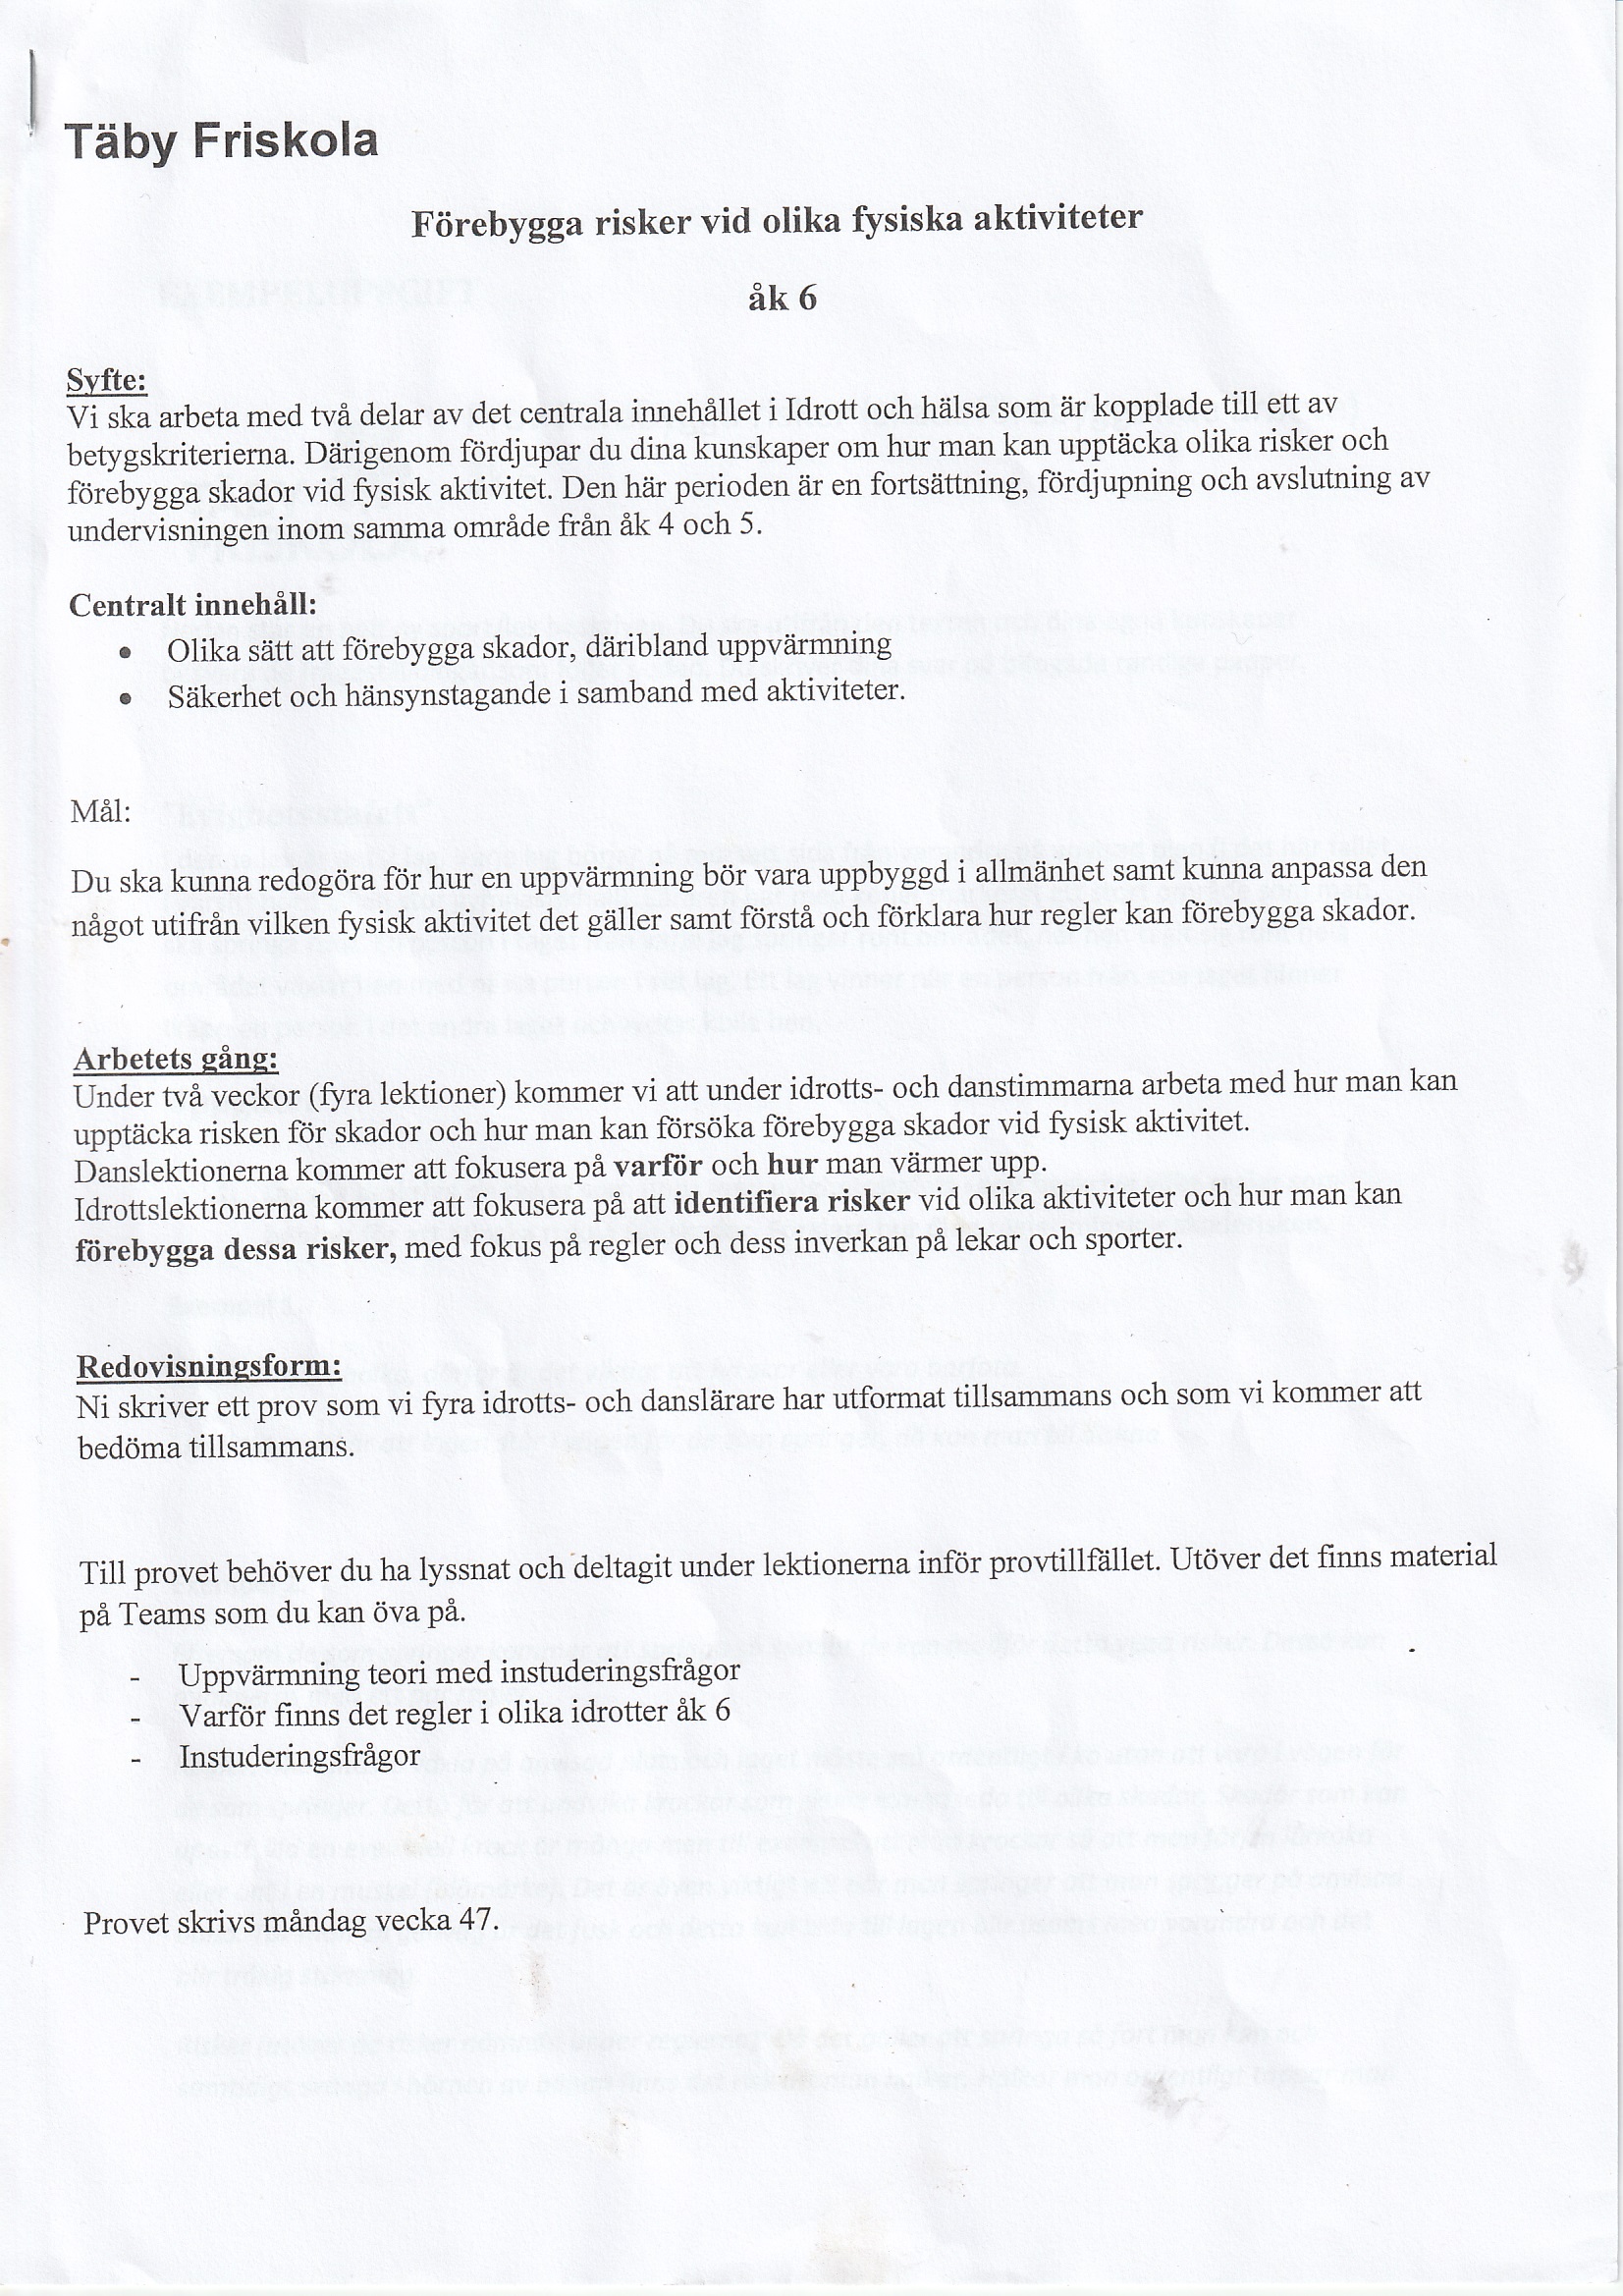 Täby Friskola
Förebygga risker vid olika fysiska aktiviteter
åk 6
Syfte:
Vi ska arbeta med två delar av det centrala innehållet i Idrott och hälsa som är kopplade till ett av
betygskriterierna. Därigenom fördjupar du dina kunskaper om hur man kan upptäcka olika risker och
förebygga skador vid fysisk aktivitet. Den här perioden är en fortsättning, fördjupning och avslutning av
undervisningen inom samma område från åk 4 och 5.
Centralt innehåll:
• Olika sätt att förebygga skador, däribland uppvärmning
• Säkerhet och hänsynstagande i samband med aktiviteter.
Mål:
Du ska kunna redogöra för hur en uppvärmning bör vara uppbyggd i allmänhet samt kunna anpassa den
något utifrån vilken fysisk aktivitet det gäller samt förstå och förklara hur regler kan förebygga skador.
Arbetets gång:
Under två veckor (fyra lektioner) kommer vi att under idrotts- och danstimmarna arbeta med hur man kan
upptäcka risken för skador och hur man kan försöka förebygga skador vid fysisk aktivitet.
Danslektionerna kommer att fokusera på varför och hur man värmer upp.
Idrottslektionerna kommer att fokusera på att identifiera risker vid olika aktiviteter och hur man kan
förebygga dessa risker, med fokus på regler och dess inverkan på lekar och sporter.
Redovisningsform:
Ni skriver ett prov som vi fyra idrotts- och danslärare har utformat tillsammans och som vi kommer att
bedöma tillsammans.
Till provet behöver du ha lyssnat och deltagit under lektionerna inför provtillfället. Utöver det finns material
på Teams som du kan öva på.
- Uppvärmning teori med instuderingsfrågor
- Varför finns det regler i olika idrotter åk 6
- Instuderingsfrågor
Provet skrivs måndag vecka 47.